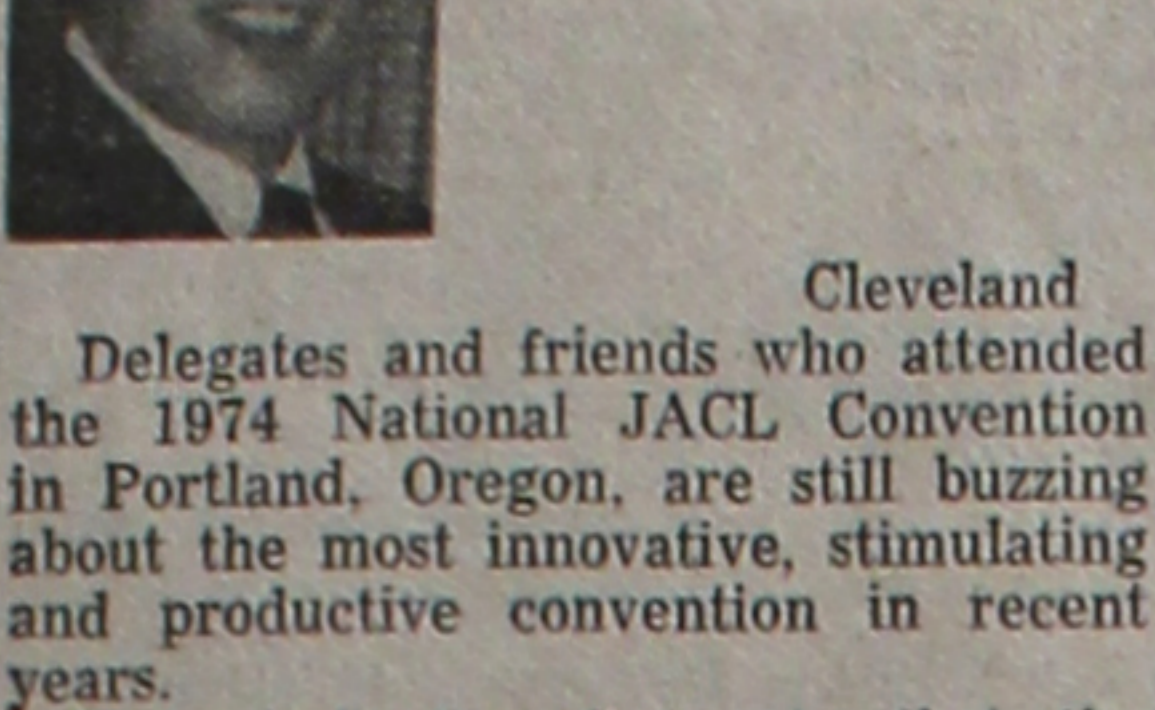 Cleveland
Delegates and friends who attended
the 1974 National JACL Convention
in Portland, Oregon, are still buzzing
about the most innovative, stimulating
and productive convention in recent
years.